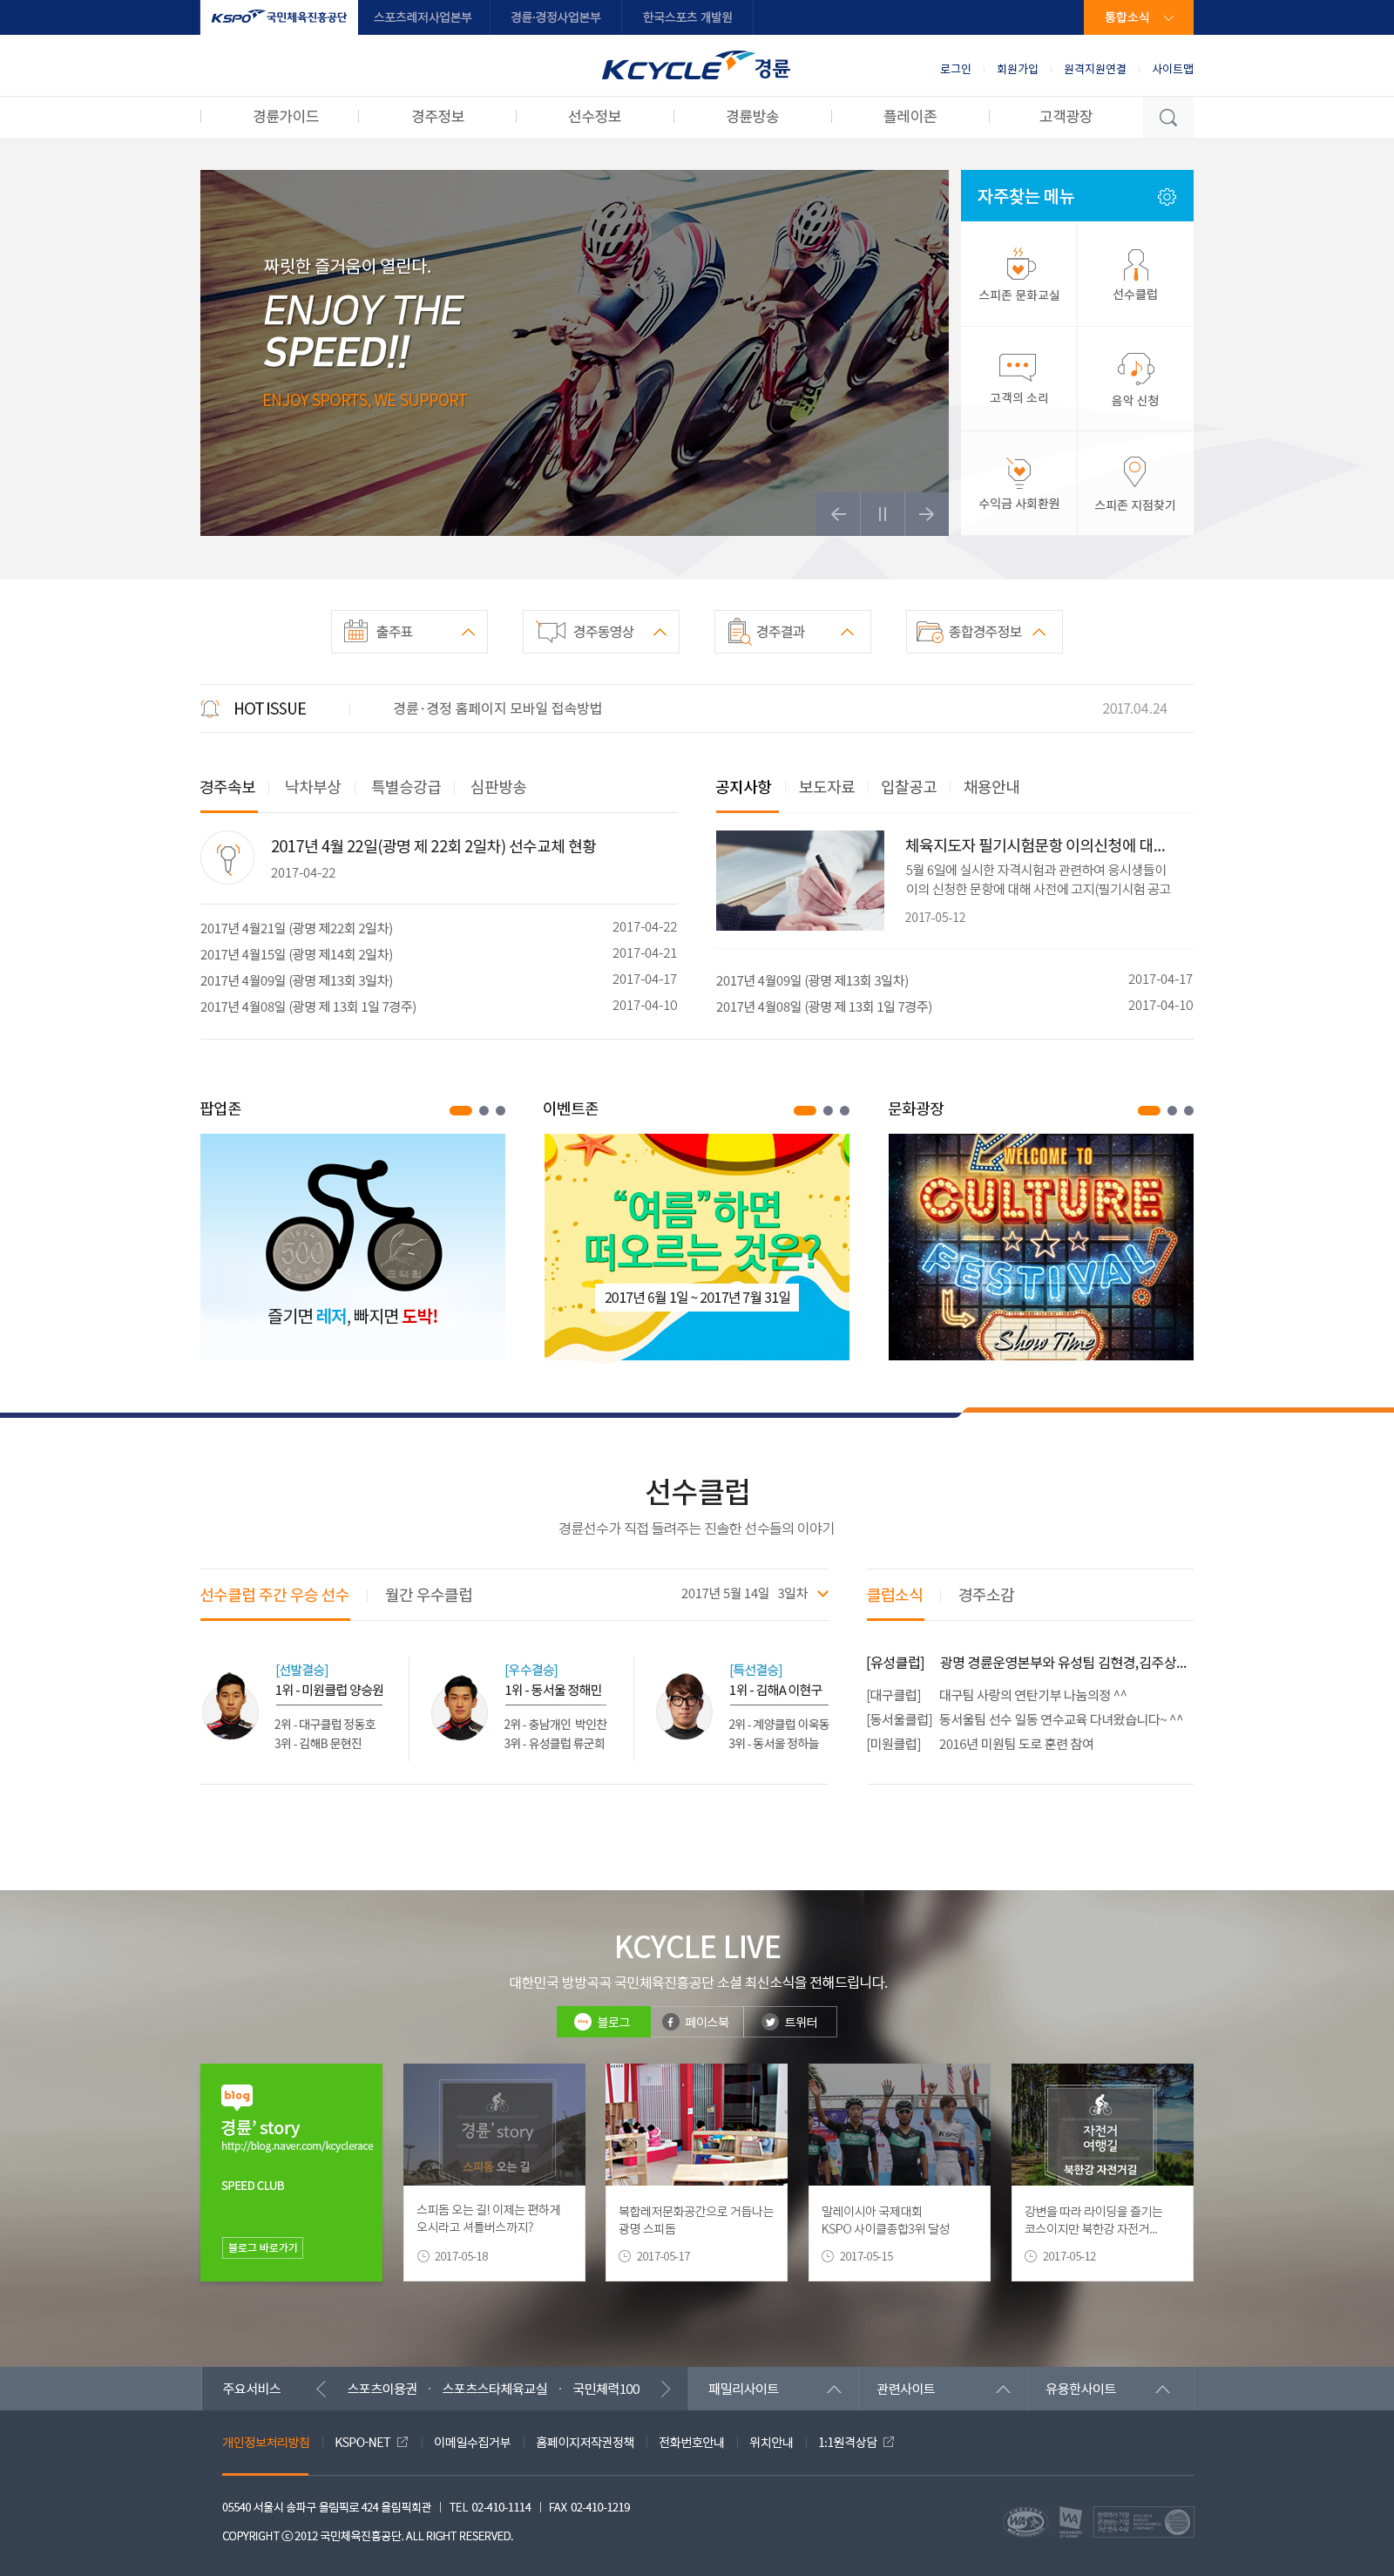 KSPO 국민체육진흥공단 스포츠레저사업본부 경륜·경정사업본부 한국스포츠 개발원 통합소식
KCYCLE 경륜
로그인 회원가입 원격지원연결 사이트맵
경륜가이드 경주정보 선수정보 경륜방송 플레이존 고객광장
짜릿한 즐거움이 열린다.
ENJOY THE
SPEED!!
ENJOY SPORTS, WE SUPPORT
자주찾는 메뉴
스피존 문화교실 선수클럽
고객의 소리 음악 신청
수익금 사회환원 스피존 지점찾기
출주표 경주동영상 경주결과 종합경주정보
HOT ISSUE 경륜·경정 홈페이지 모바일 접속방법 2017.04.24
경주속보 낙차부상 특별승강급 심판방송
2017년 4월 22일(광명 제 22회 2일차) 선수교체 현황
2017-04-22
2017년 4월21일 (광명 제22회 2일차) 2017-04-22
2017년 4월15일 (광명 제14회 2일차) 2017-04-21
2017년 4월09일 (광명 제13회 3일차) 2017-04-17
2017년 4월08일 (광명 제 13회 1일 7경주) 2017-04-10
공지사항 보도자료 입찰공고 채용안내
체육지도자 필기시험문항 이의신청에 대...
5월 6일에 실시한 자격시험과 관련하여 응시생들이
이의 신청한 문항에 대해 사전에 고지(필기시험 공고
2017-05-12
2017년 4월09일 (광명 제13회 3일차) 2017-04-17
2017년 4월08일 (광명 제 13회 1일 7경주) 2017-04-10
팝업존
500
즐기면 레저, 빠지면 도박!
이벤트존
“여름”하면
떠오르는 것은?
2017년 6월 1일 ~ 2017년 7월 31일
문화광장
WELCOME TO
CULTURE
FESTIVAL!
Show Time
선수클럽
경륜선수가 직접 들려주는 진솔한 선수들의 이야기
선수클럽 주간 우승 선수 월간 우수클럽 2017년 5월 14일 3일차
[선발결승]
1위 - 미원클럽 양승원
2위 - 대구클럽 정동호
3위 - 김해B 문현진
[우수결승]
1위 - 동서울 정해민
2위 - 충남개인 박인찬
3위 - 유성클럽 류군희
[특선결승]
1위 - 김해A 이현구
2위 - 계양클럽 이욱동
3위 - 동서울 정하늘
클럽소식 경주소감
[유성클럽] 광명 경륜운영본부와 유성팀 김현경,김주상...
[대구클럽] 대구팀 사랑의 연탄기부 나눔의정 ^^
[동서울클럽] 동서울팀 선수 일동 연수교육 다녀왔습니다~ ^^
[미원클럽] 2016년 미원팀 도로 훈련 참여
KCYCLE LIVE
대한민국 방방곡곡 국민체육진흥공단 소셜 최신소식을 전해드립니다.
blog 블로그 페이스북 트위터
blog
경륜’ story
http://blog.naver.com/kcyclerace
SPEED CLUB
블로그 바로가기
경륜’ story
스피돔 오는 길
스피돔 오는 길! 이제는 편하게
오시라고 셔틀버스까지?
2017-05-18
복합레저문화공간으로 거듭나는
광명 스피돔
2017-05-17
KSPO
말레이시아 국제대회
KSPO 사이클종합3위 달성
2017-05-15
자전거
여행길
북한강 자전거길
강변을 따라 라이딩을 즐기는
코스이지만 북한강 자전거...
2017-05-12
주요서비스 스포츠이용권 · 스포츠스타체육교실 · 국민체력100 패밀리사이트 관련사이트 유용한사이트
개인정보처리방침 KSPO-NET 이메일수집거부 홈페이지저작권정책 전화번호안내 위치안내 1:1원격상담
05540 서울시 송파구 올림픽로 424 올림픽회관 | TEL 02-410-1114 | FAX 02-410-1219
COPYRIGHT ⓒ 2012 국민체육진흥공단. ALL RIGHT RESERVED.
WA
WA